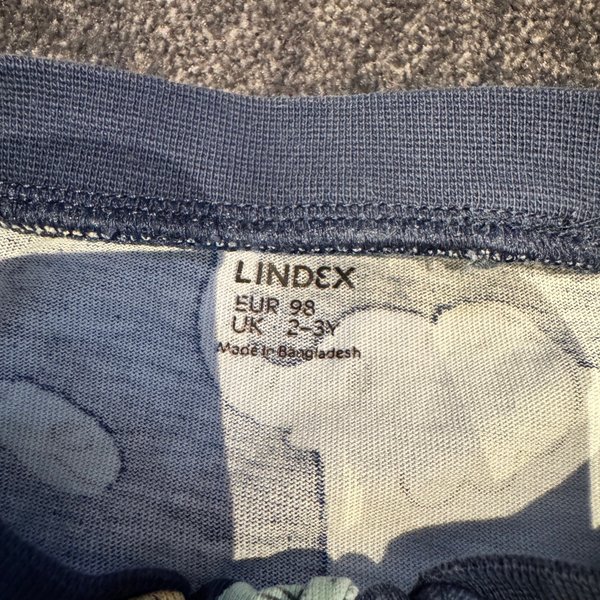 LINDEX
EUR 98
UK 2-3Y
Made in Bangladesh